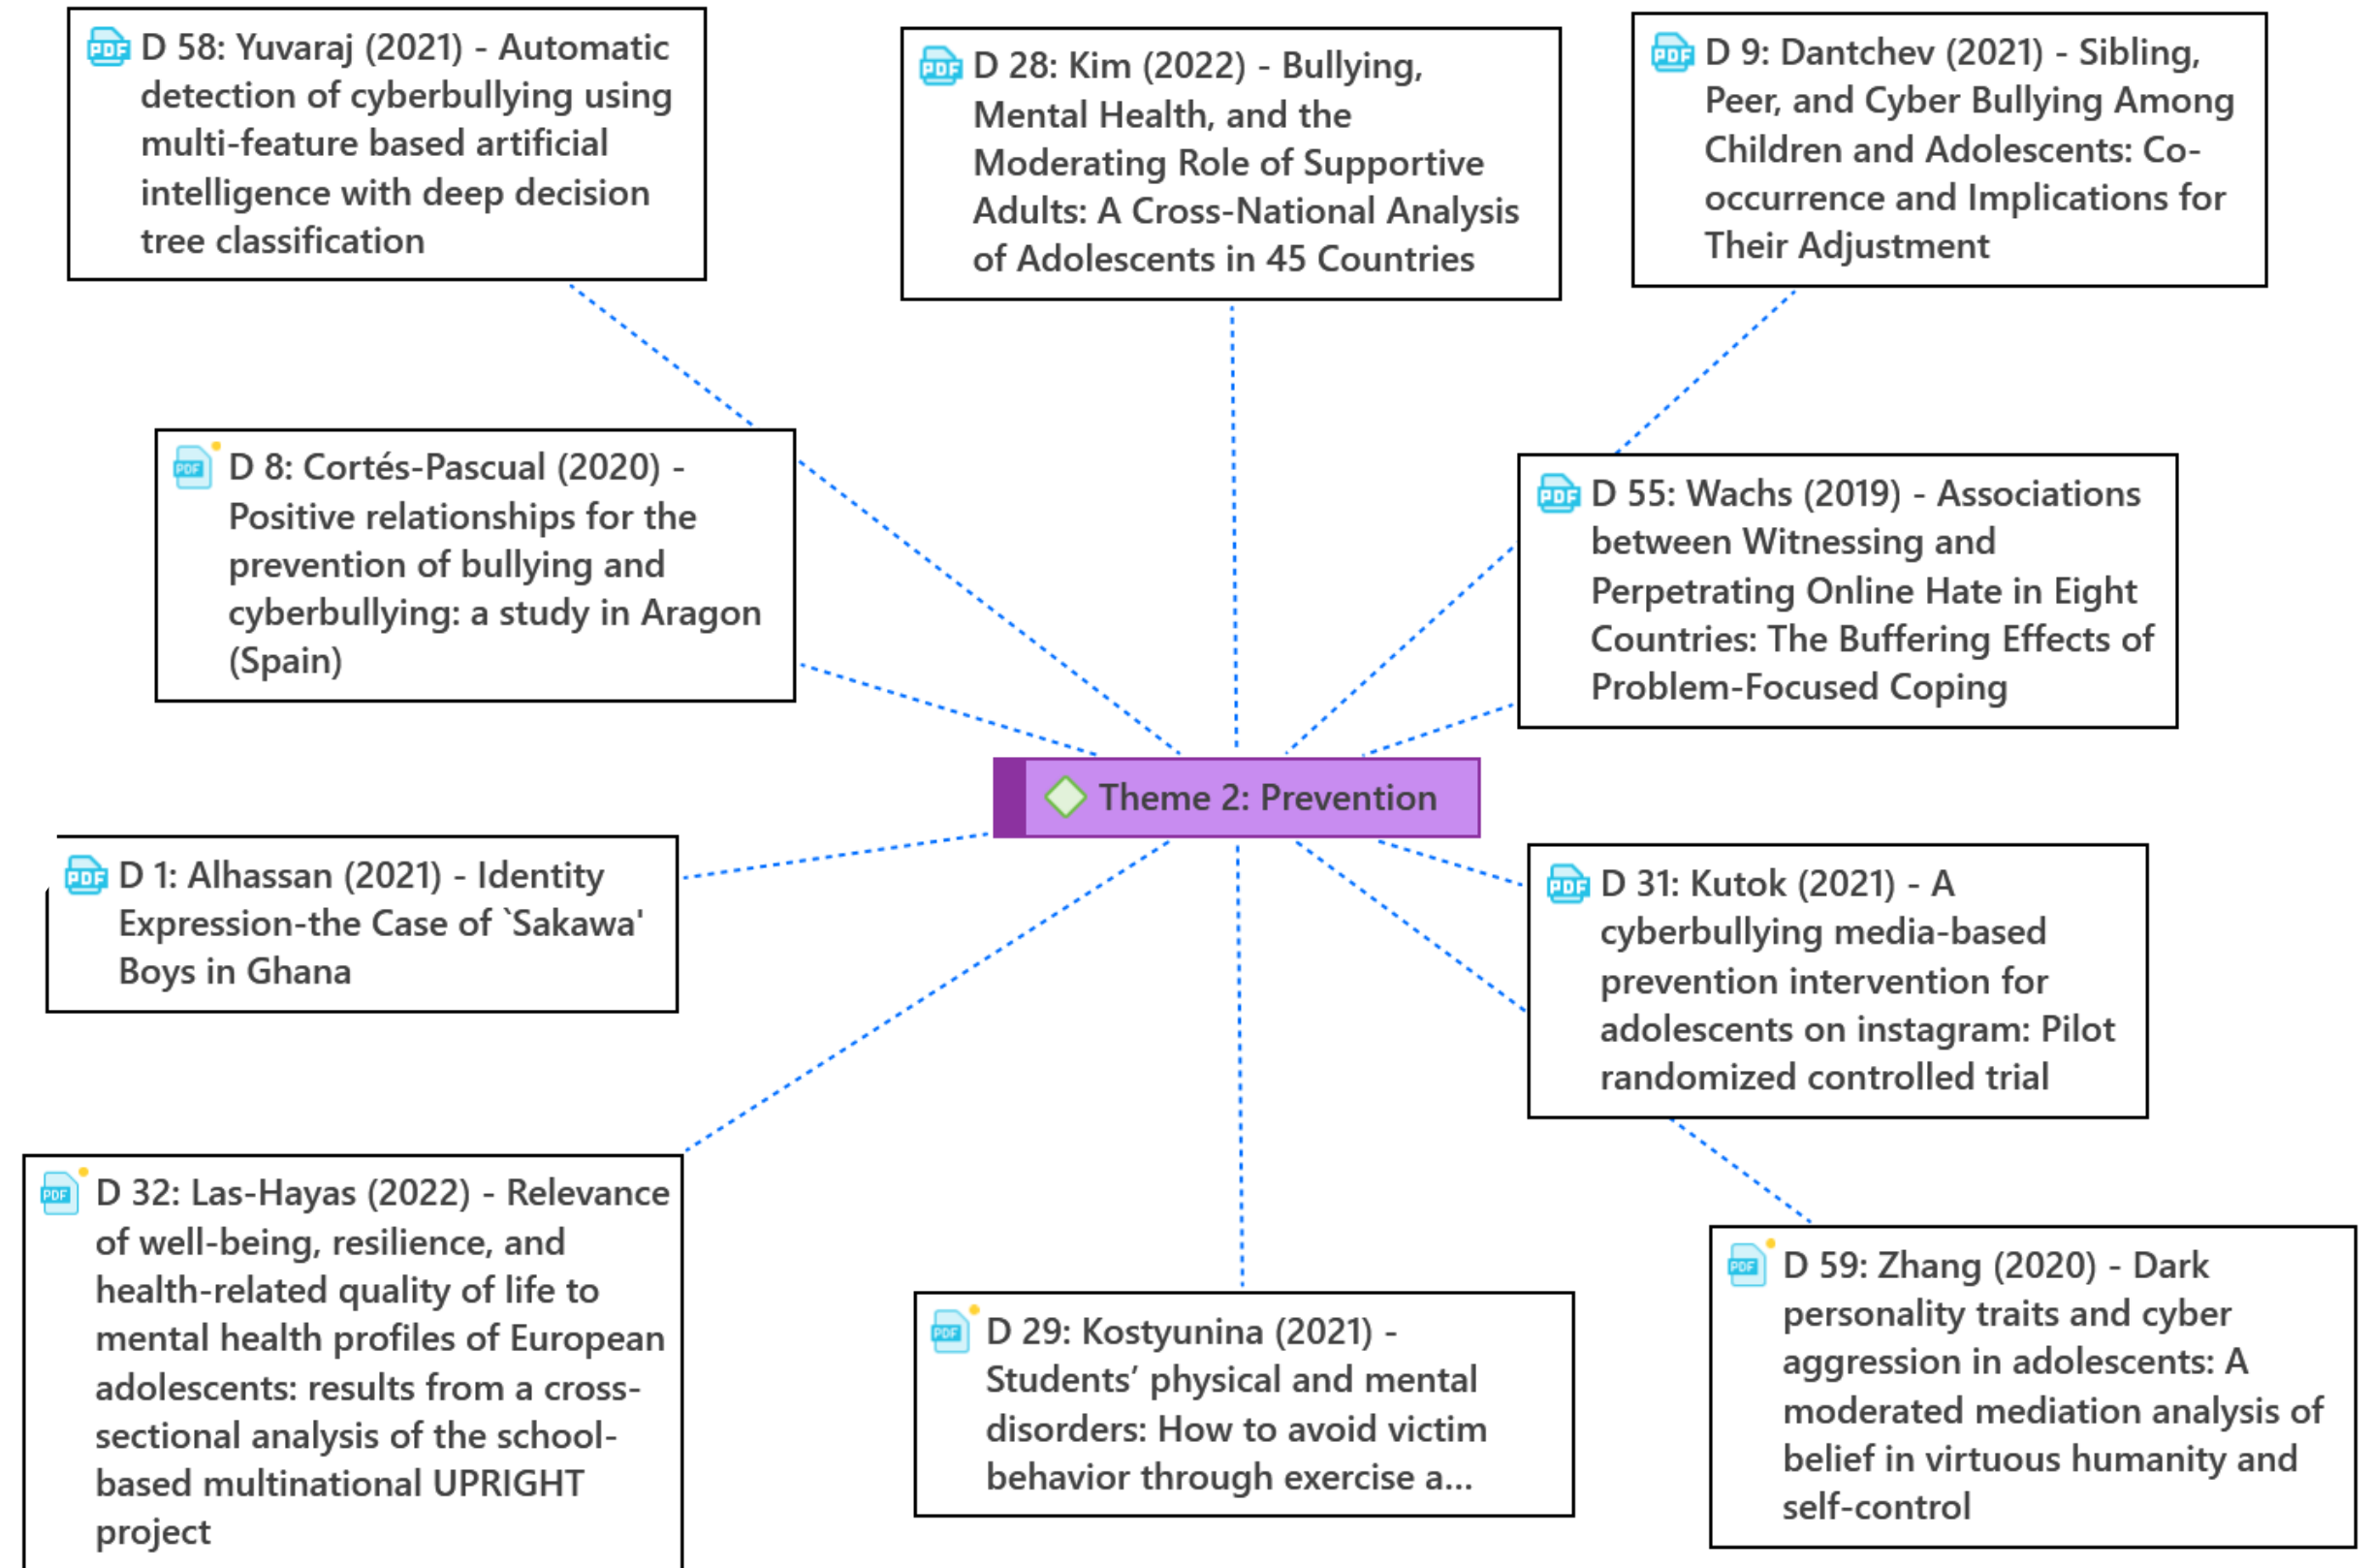 D 58: Yuvaraj (2021) - Automatic
detection of cyberbullying using
multi-feature based artificial
intelligence with deep decision
tree classification
D 28: Kim (2022) - Bullying,
Mental Health, and the
Moderating Role of Supportive
Adults: A Cross-National Analysis
of Adolescents in 45 Countries
D 9: Dantchev (2021) - Sibling,
Peer, and Cyber Bullying Among
Children and Adolescents: Co-
occurrence and Implications for
Their Adjustment
D 8: Cortés-Pascual (2020) -
Positive relationships for the
prevention of bullying and
cyberbullying: a study in Aragon
(Spain)
D 55: Wachs (2019) - Associations
between Witnessing and
Perpetrating Online Hate in Eight
Countries: The Buffering Effects of
Problem-Focused Coping
Theme 2: Prevention
D 1: Alhassan (2021) - Identity
Expression-the Case of `Sakawa'
Boys in Ghana
D 31: Kutok (2021) - A
cyberbullying media-based
prevention intervention for
adolescents on instagram: Pilot
randomized controlled trial
D 32: Las-Hayas (2022) - Relevance
of well-being, resilience, and
health-related quality of life to
mental health profiles of European
adolescents: results from a cross-
sectional analysis of the school-
based multinational UPRIGHT
project
D 29: Kostyunina (2021) -
Students’ physical and mental
disorders: How to avoid victim
behavior through exercise a...
D 59: Zhang (2020) - Dark
personality traits and cyber
aggression in adolescents: A
moderated mediation analysis of
belief in virtuous humanity and
self-control
PDF
PDF
PDF
PDF
PDF
PDF
PDF
PDF
PDF
PDF